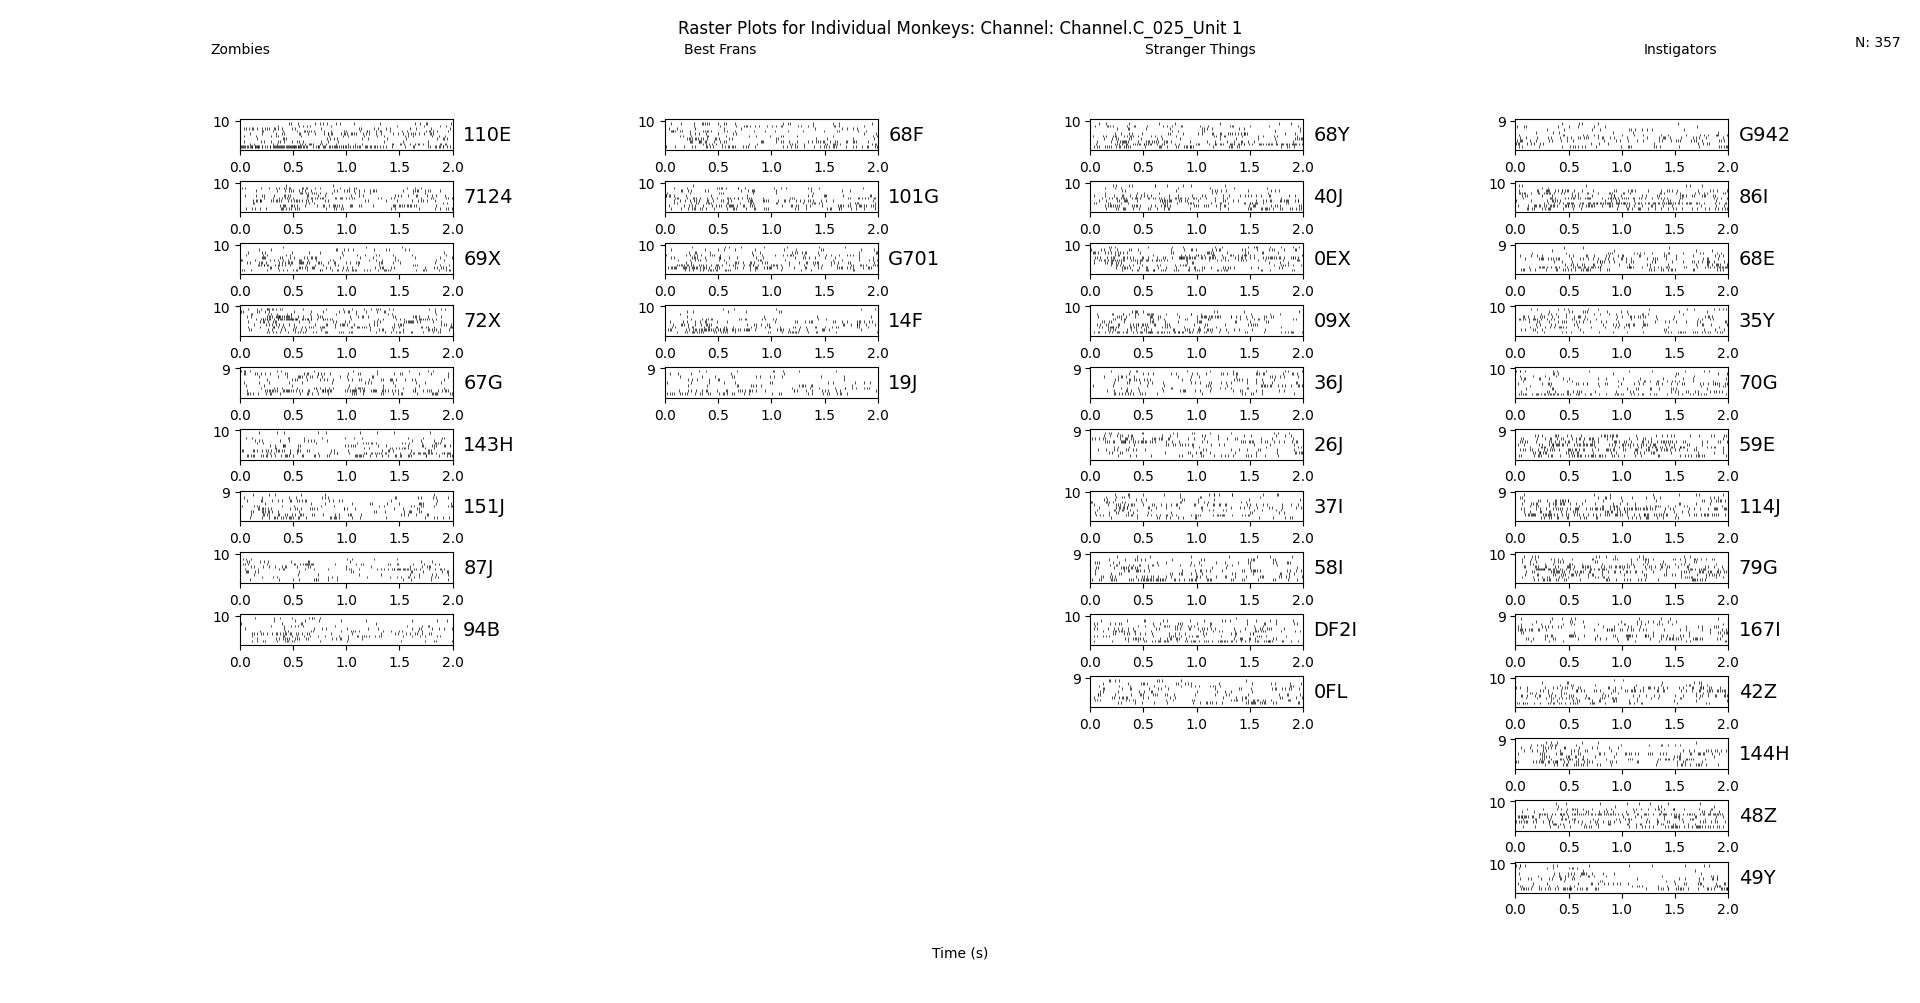 Raster Plots for Individual Monkeys: Channel: Channel.C_025_Unit 1
Zombies Best Frans Stranger Things Instigators N: 357
10 110E 10 68F 10 68Y 9 G942
0.0 0.5 1.0 1.5 2.0 0.0 0.5 1.0 1.5 2.0 0.0 0.5 1.0 1.5 2.0 0.0 0.5 1.0 1.5 2.0
10 7124 10 101G 10 40J 10 86I
0.0 0.5 1.0 1.5 2.0 0.0 0.5 1.0 1.5 2.0 0.0 0.5 1.0 1.5 2.0 0.0 0.5 1.0 1.5 2.0
10 69X 10 G701 10 0EX 9 68E
0.0 0.5 1.0 1.5 2.0 0.0 0.5 1.0 1.5 2.0 0.0 0.5 1.0 1.5 2.0 0.0 0.5 1.0 1.5 2.0
10 72X 10 14F 10 09X 10 35Y
0.0 0.5 1.0 1.5 2.0 0.0 0.5 1.0 1.5 2.0 0.0 0.5 1.0 1.5 2.0 0.0 0.5 1.0 1.5 2.0
9 67G 9 19J 9 36J 10 70G
0.0 0.5 1.0 1.5 2.0 0.0 0.5 1.0 1.5 2.0 0.0 0.5 1.0 1.5 2.0 0.0 0.5 1.0 1.5 2.0
10 143H 9 26J 9 59E
0.0 0.5 1.0 1.5 2.0 0.0 0.5 1.0 1.5 2.0 0.0 0.5 1.0 1.5 2.0
9 151J 10 37I 9 114J
0.0 0.5 1.0 1.5 2.0 0.0 0.5 1.0 1.5 2.0 0.0 0.5 1.0 1.5 2.0
10 87J 9 58I 10 79G
0.0 0.5 1.0 1.5 2.0 0.0 0.5 1.0 1.5 2.0 0.0 0.5 1.0 1.5 2.0
10 94B 10 DF2I 9 167I
0.0 0.5 1.0 1.5 2.0 0.0 0.5 1.0 1.5 2.0 0.0 0.5 1.0 1.5 2.0
9 0FL 10 42Z
0.0 0.5 1.0 1.5 2.0 0.0 0.5 1.0 1.5 2.0
9 144H
0.0 0.5 1.0 1.5 2.0
10 48Z
0.0 0.5 1.0 1.5 2.0
10 49Y
0.0 0.5 1.0 1.5 2.0
Time (s)